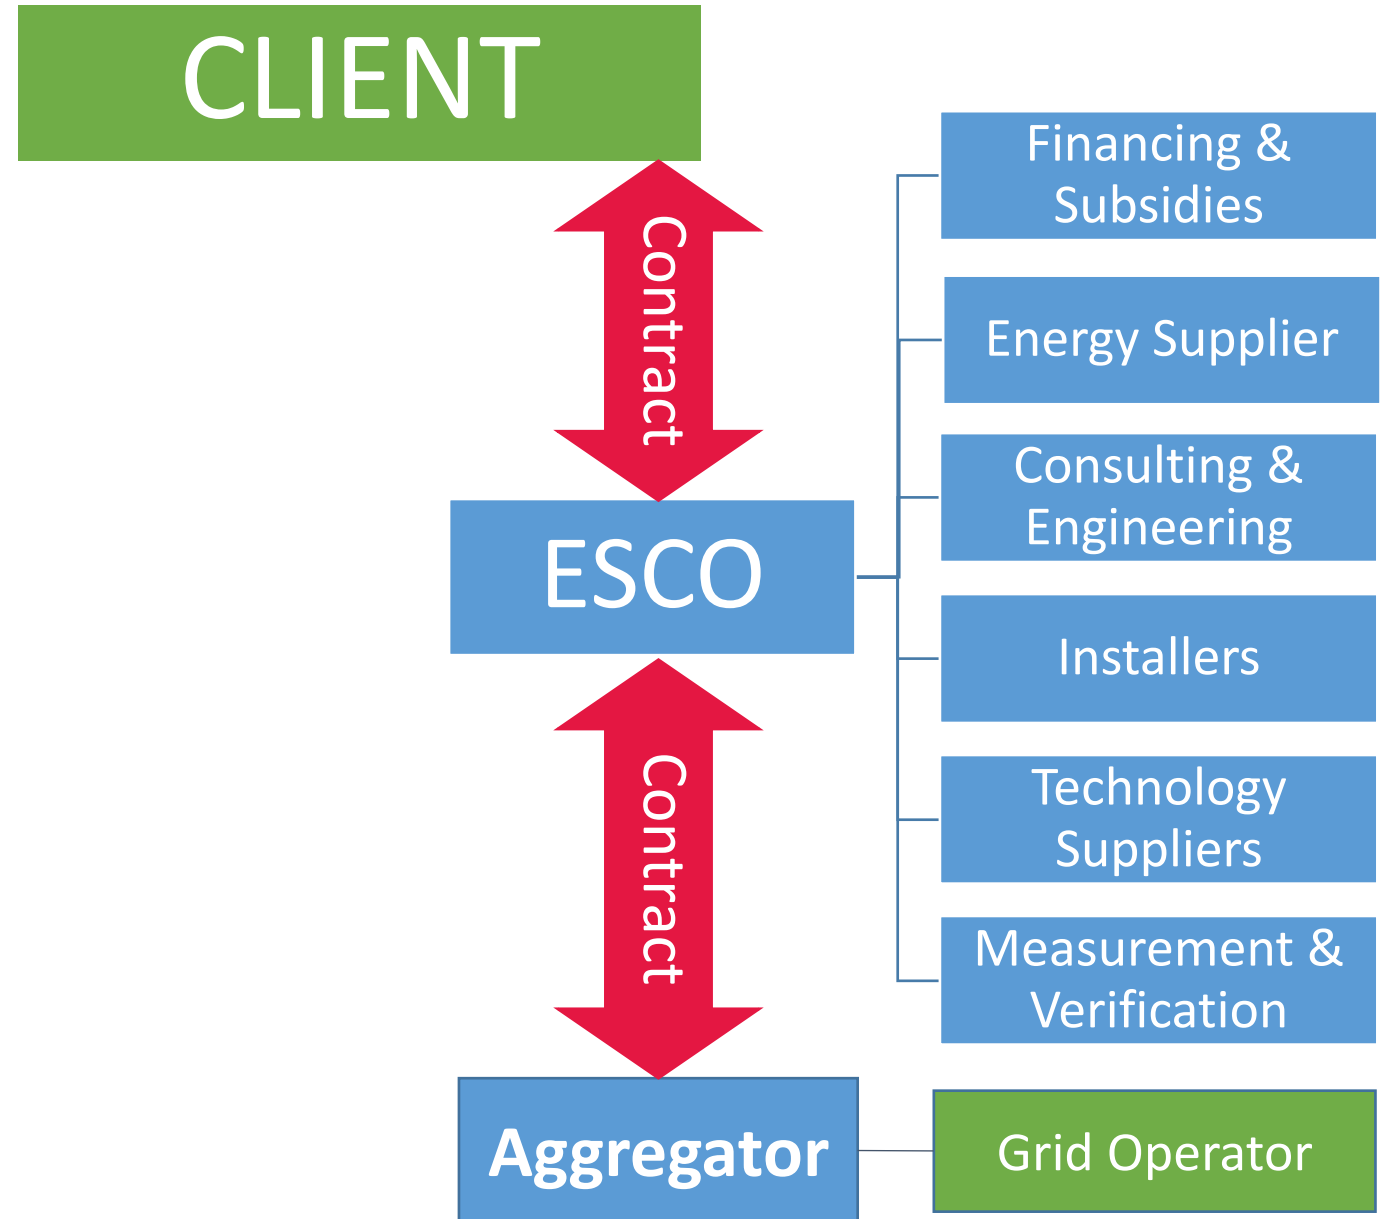 CLIENT
Contract
ESCO
Contract
Aggregator
Financing &
Subsidies
Energy Supplier
Consulting &
Engineering
Installers
Technology
Suppliers
Measurement &
Verification
Grid Operator